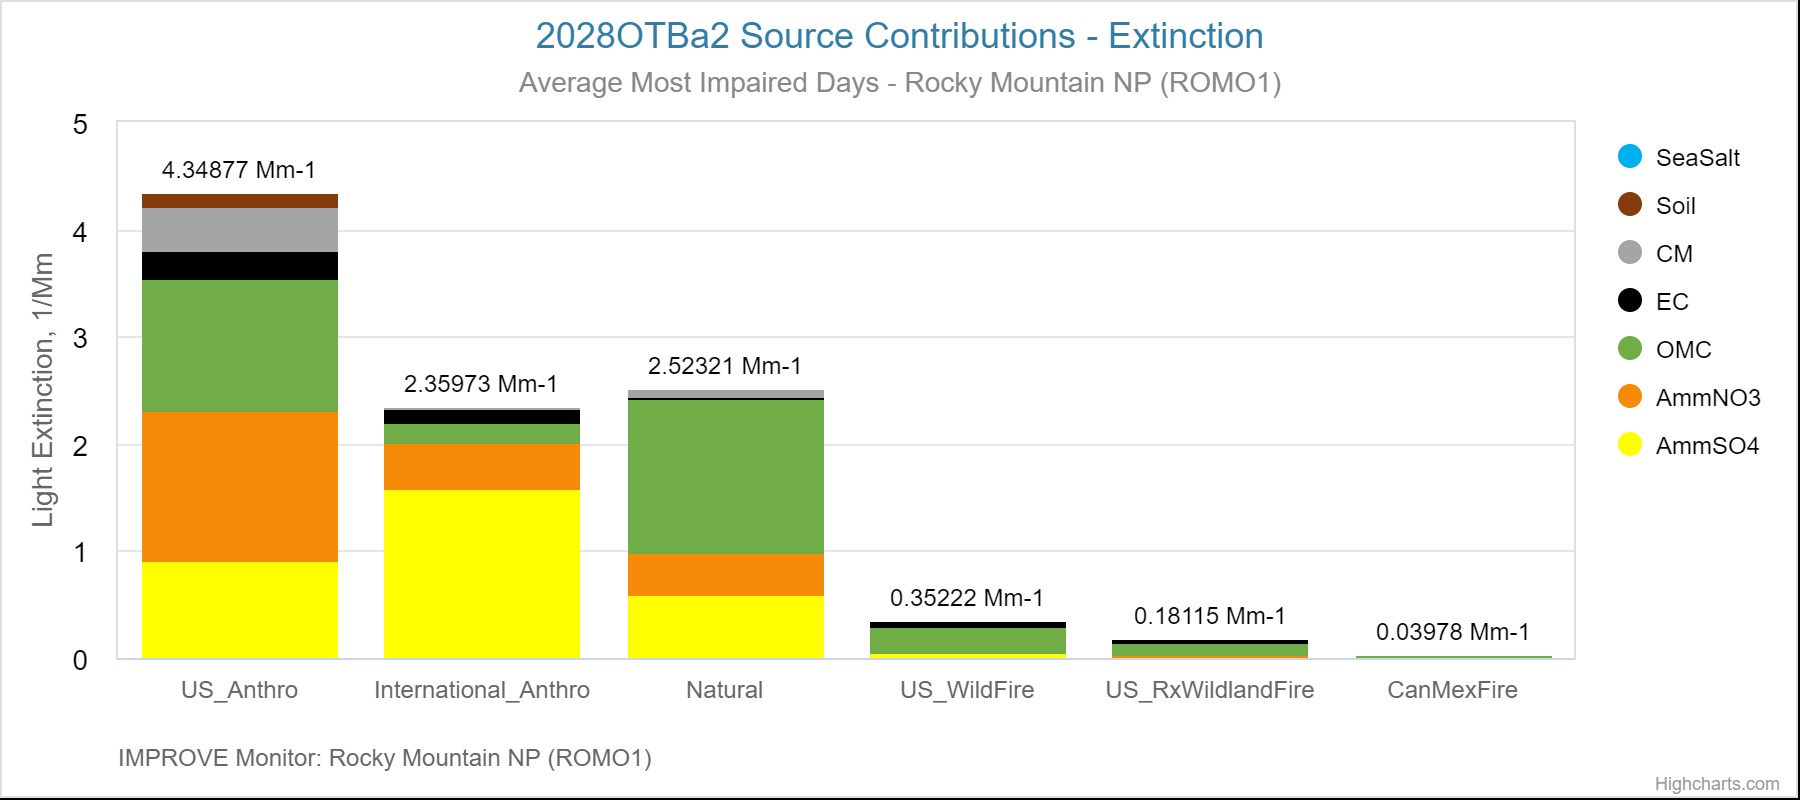 2028OTBa2 Source Contributions - Extinction
Average Most Impaired Days - Rocky Mountain NP (ROMO1)
Light Extinction, 1/Mm
5
4
3
2
1
0
4.34877 Mm-1
2.35973 Mm-1
2.52321 Mm-1
0.35222 Mm-1
0.18115 Mm-1
0.03978 Mm-1
US_Anthro
International_Anthro
Natural
US_WildFire
US_RxWildlandFire
CanMexFire
SeaSalt
Soil
CM
EC
OMC
AmmNO3
AmmSO4
IMPROVE Monitor: Rocky Mountain NP (ROMO1)
Highcharts.com